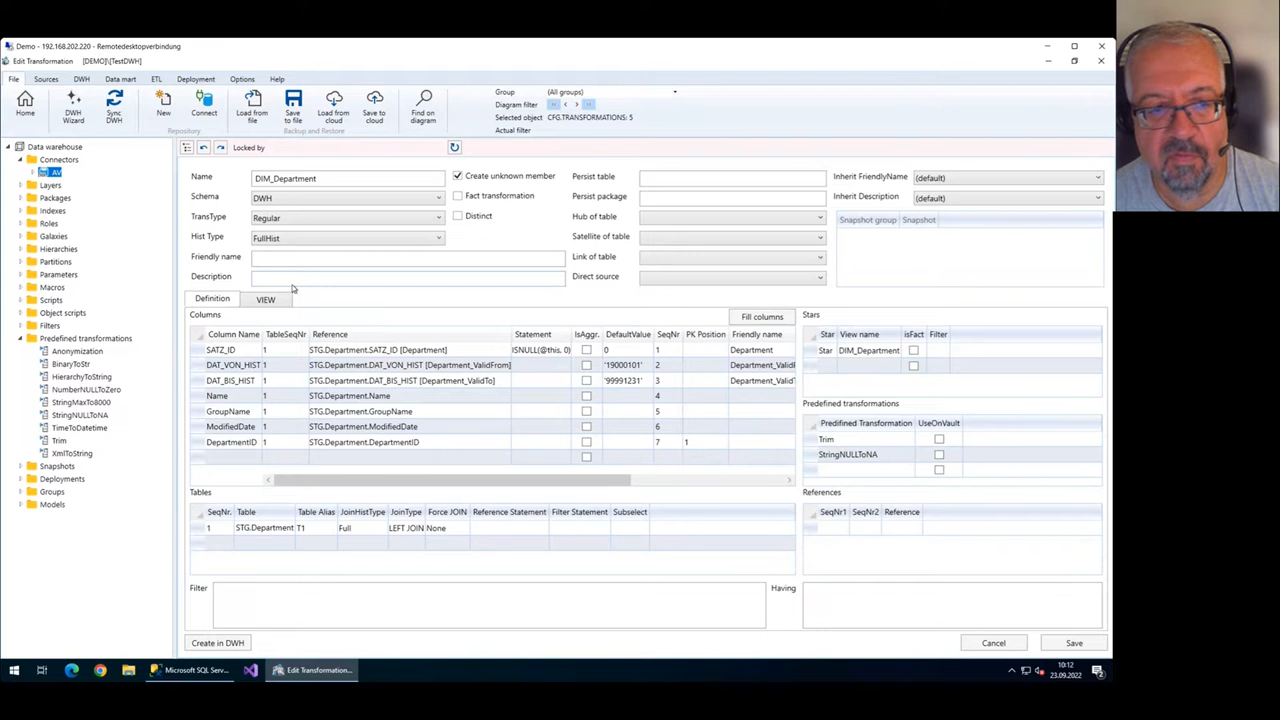 Demo - 192.168.202.220 - Remotedesktopverbindung
Edit Transformation [DEMO]\[TestDWH]
File Sources DWH Data mart ETL Deployment Options Help
Home
DWH Wizard
Sync DWH
New
Connect
Repository
Load from file
Save to file
Load from cloud
Save to cloud
Backup and Restore
Find on diagram
Group (All groups)
Diagram filter
Selected object CFG.TRANSFORMATIONS: 5
Actual filter
Data warehouse
Connectors
AV
Layers
Packages
Indexes
Roles
Galaxies
Hierarchies
Partitions
Parameters
Macros
Scripts
Object scripts
Filters
Predefined transformations
Anonymization
BinaryToStr
HierarchyToString
NumberNULLToZero
StringMaxTo8000
StringNULLToNA
TimeToDatetime
Trim
XmlToString
Snapshots
Deployments
Groups
Models
Locked by
Name DIM_Department
Schema DWH
TransType Regular
Hist Type FullHist
Friendly name
Description
Create unknown member
Fact transformation
Distinct
Persist table
Persist package
Hub of table
Satellite of table
Link of table
Direct source
Inherit FriendlyName (default)
Inherit Description (default)
Snapshot group Snapshot
Definition VIEW
Columns
Fill columns
Column Name TableSeqNr Reference Statement IsAggr. DefaultValue SeqNr PK Position Friendly name
SATZ_ID 1 STG.Department.SATZ_ID [Department] ISNULL(@this, 0) 0 1 Department
DAT_VON_HIST 1 STG.Department.DAT_VON_HIST [Department_ValidFrom] '19000101' 2 Department_ValidF
DAT_BIS_HIST 1 STG.Department.DAT_BIS_HIST [Department_ValidTo] '99991231' 3 Department_ValidT
Name 1 STG.Department.Name 4
GroupName 1 STG.Department.GroupName 5
ModifiedDate 1 STG.Department.ModifiedDate 6
DepartmentID 1 STG.Department.DepartmentID 7 1
Stars
Star View name isFact Filter
Star DIM_Department
Predefined transformations
Predifined Transformation UseOnVault
Trim
StringNULLToNA
Tables
SeqNr. Table Table Alias JoinHistType JoinType Force JOIN Reference Statement Filter Statement Subselect
1 STG.Department T1 Full LEFT JOIN None
References
SeqNr1 SeqNr2 Reference
Filter
Having
Create in DWH
Cancel
Save
Microsoft SQL Serv...
Edit Transformation...
10:12
23.09.2022